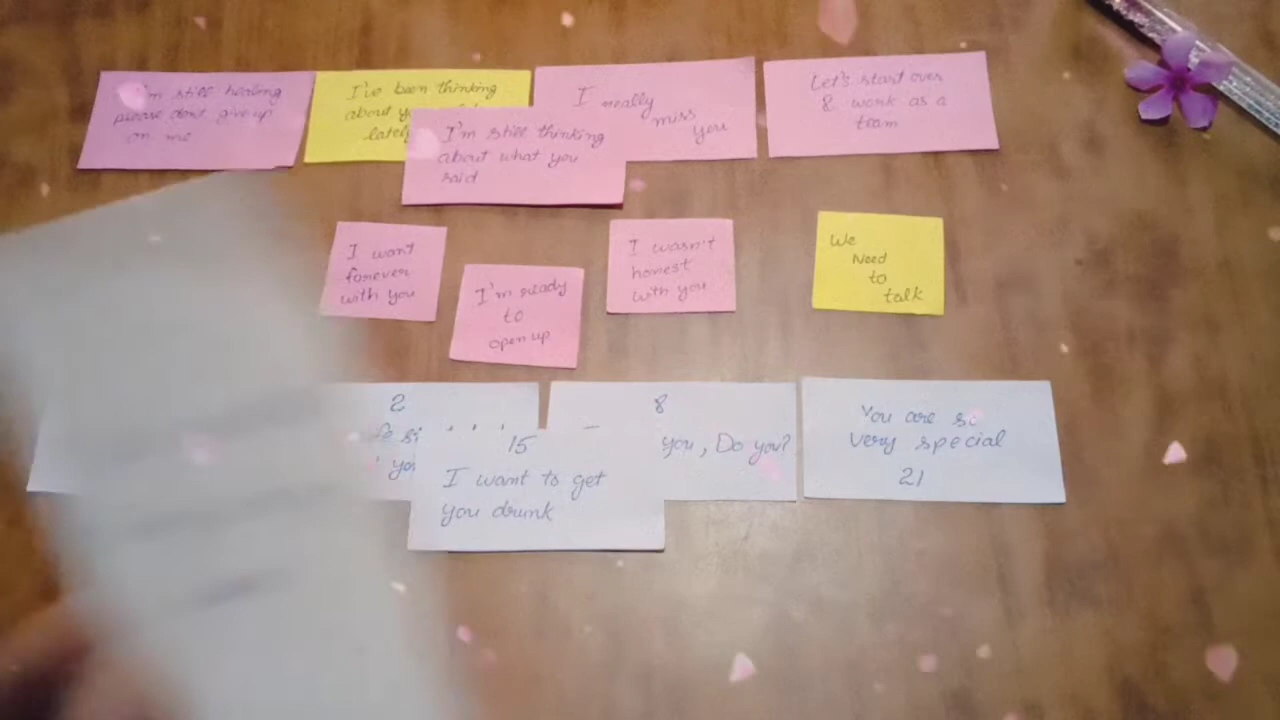 I'm still healing
please don't give up
on me
I've been thinking
about
lately
I really
miss
you
Let's start over
& work as a
team
I'm still thinking
about what you
said
I want
forever
with you
I'm ready
to
open up
I wasn't
honest
with you
We
Need
to
talk
2
8
you, Do you?
15
I want to get
you drunk
You are so
very special
21